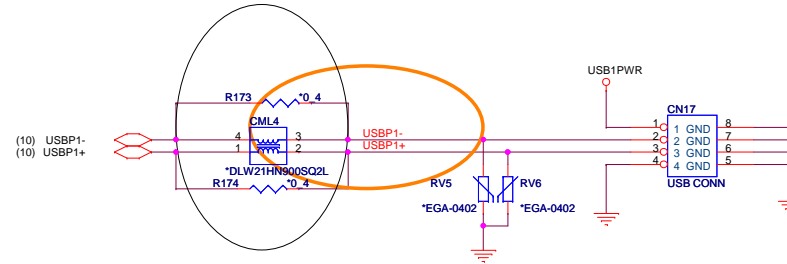 USB1PWR
R173 *0_4
CN17
CML4
1 1 GND 8
(10) USBP1- 4 3 USBP1- 2 2 GND 7
(10) USBP1+ 1 2 USBP1+ 3 3 GND 6
4 4 GND 5
*DLW21HN900SQ2L
USB CONN
R174 *0_4
RV5 RV6
*EGA-0402 *EGA-0402